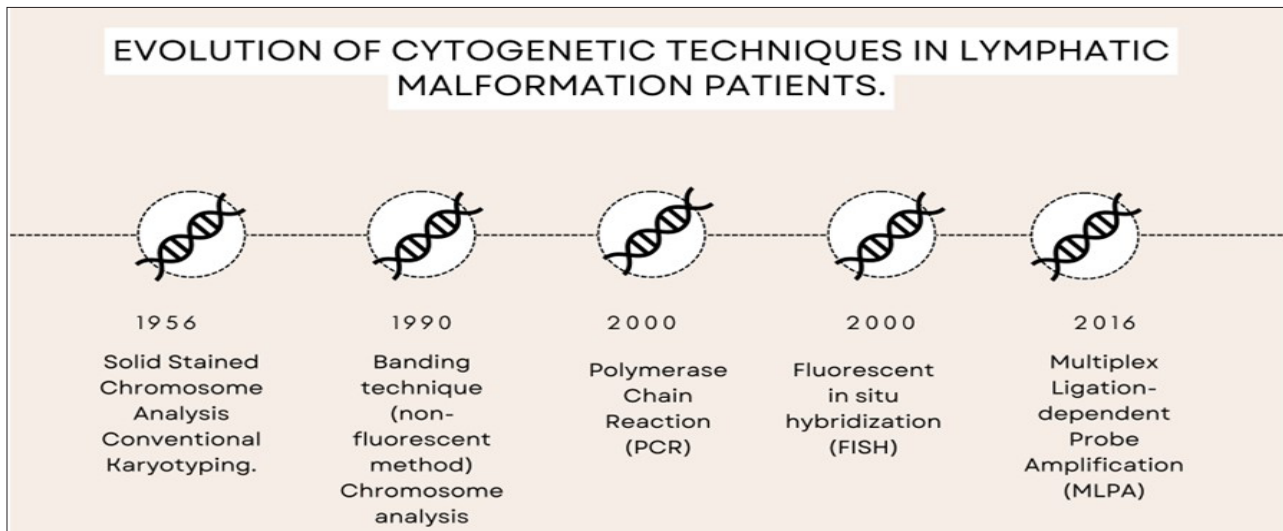 EVOLUTION OF CYTOGENETIC TECHNIQUES IN LYMPHATIC
MALFORMATION PATIENTS.
1956
Solid Stained
Chromosome
Analysis
Conventional
Karyotyping.
1990
Banding
technique
(non-
fluorescent
method)
Chromosome
analysis
2000
Polymerase
Chain
Reaction
(PCR)
2000
Fluorescent
in situ
hybridization
(FISH)
2016
Multiplex
Ligation-
dependent
Probe
Amplification
(MLPA)